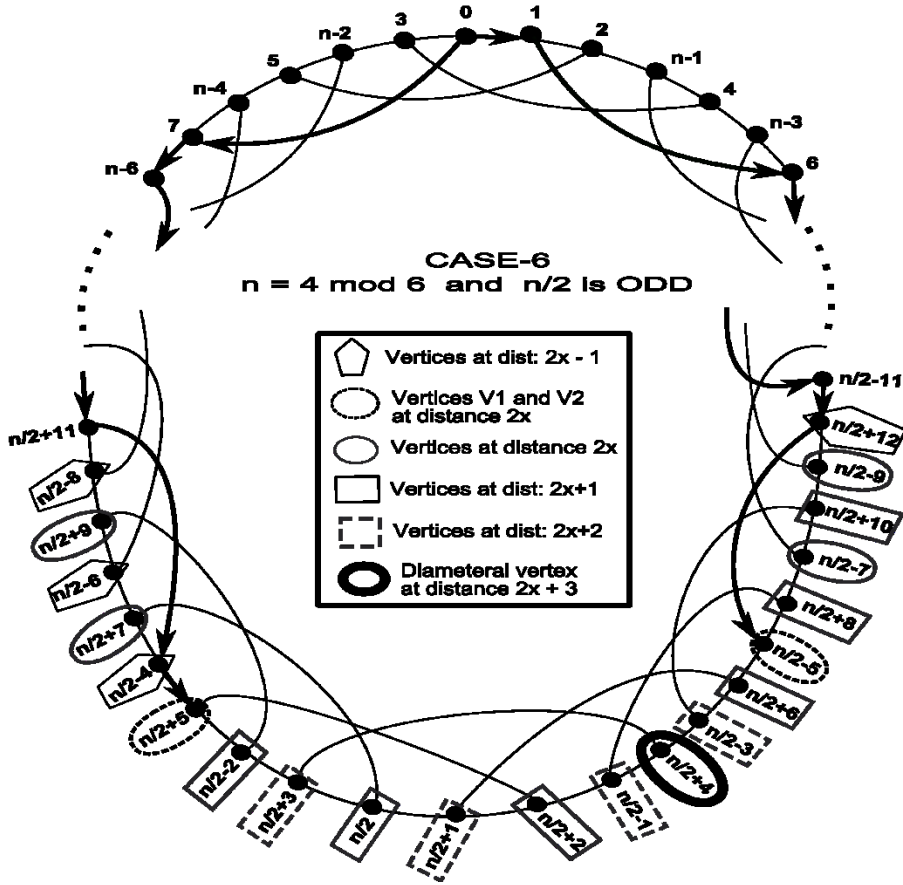 0
1
3
2
n-2
n-1
5
4
n-4
n-3
7
6
n-6
CASE-6
n = 4 mod 6 and n/2 is ODD
Vertices at dist: 2x - 1
Vertices V1 and V2
at distance 2x
Vertices at distance 2x
Vertices at dist: 2x+1
Vertices at dist: 2x+2
Diameteral vertex
at distance 2x + 3
n/2-11
n/2+11
n/2+12
n/2-8
n/2-9
n/2+9
n/2+10
n/2-6
n/2-7
n/2+7
n/2+8
n/2-4
n/2-5
n/2+5
n/2+6
n/2-2
n/2-3
n/2+3
n/2+4
n/2
n/2-1
n/2+1
n/2+2